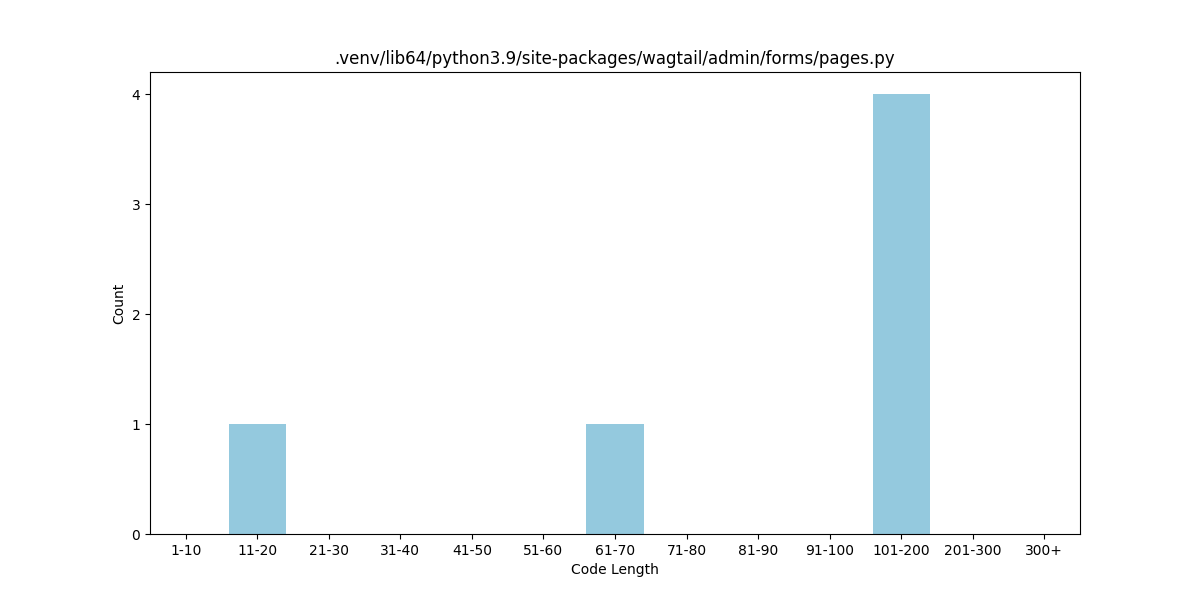 .venv/lib64/python3.9/site-packages/wagtail/admin/forms/pages.py
4
3
2
1
0
Count
1-10 11-20 21-30 31-40 41-50 51-60 61-70 71-80 81-90 91-100 101-200 201-300 300+
Code Length